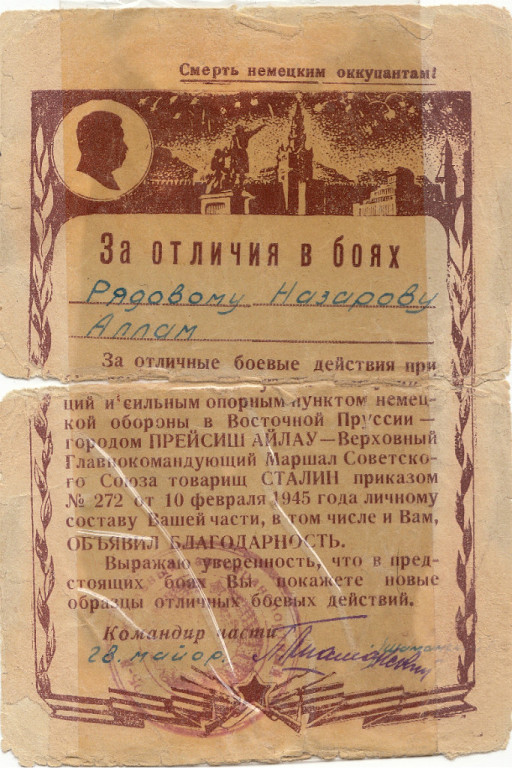 Смерть немецким оккупантам!
За отличия в боях
Рядовому Назарову
Аллам
За отличные боевые действия при
ций и сильным опорным пунктом немец-
кой обороны в Восточной Пруссии —
городом ПРЕЙСИШ АЙЛАУ—Верховный
Главнокомандующий Маршал Советско-
го Союза товарищ СТАЛИН приказом
№ 272 от 10 февраля 1945 года личному
составу Вашей части, в том числе и Вам,
ОБЪЯВИЛ БЛАГОДАРНОСТЬ.
Выражаю уверенность, что в пред-
стоящих боях Вы покажете новые
образцы отличных боевых действий.
Командир части
майор